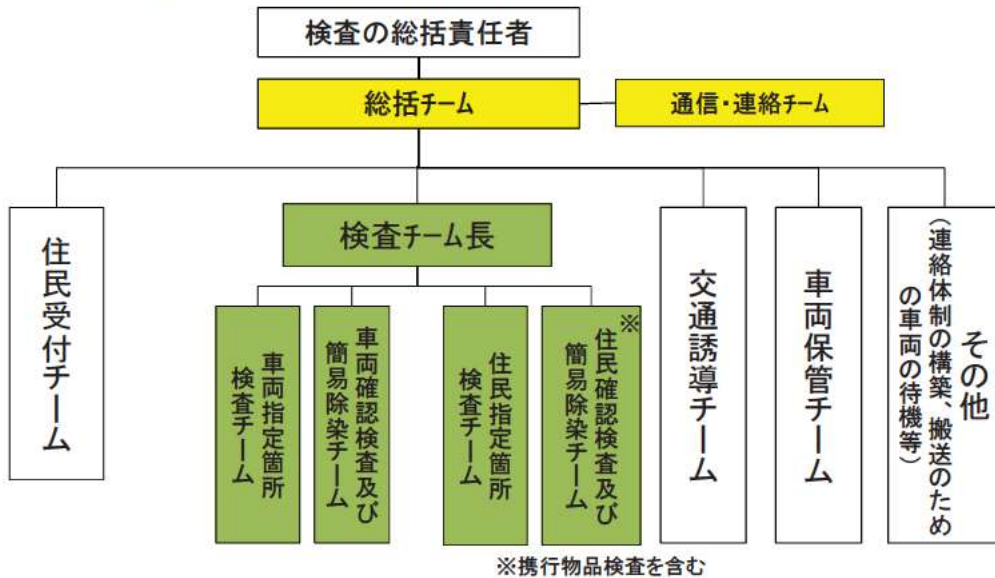 検査の総括責任者
総括チーム
通信・連絡チーム
住民受付チーム
検査チーム長
車両指定箇所
検査チーム
車両確認検査及び
簡易除染チーム
住民指定箇所
検査チーム
※
住民確認検査及び
簡易除染チーム
交通誘導チーム
車両保管チーム
その他
(連絡体制の構築、搬送のため
の車両の待機等)
※携行物品検査を含む